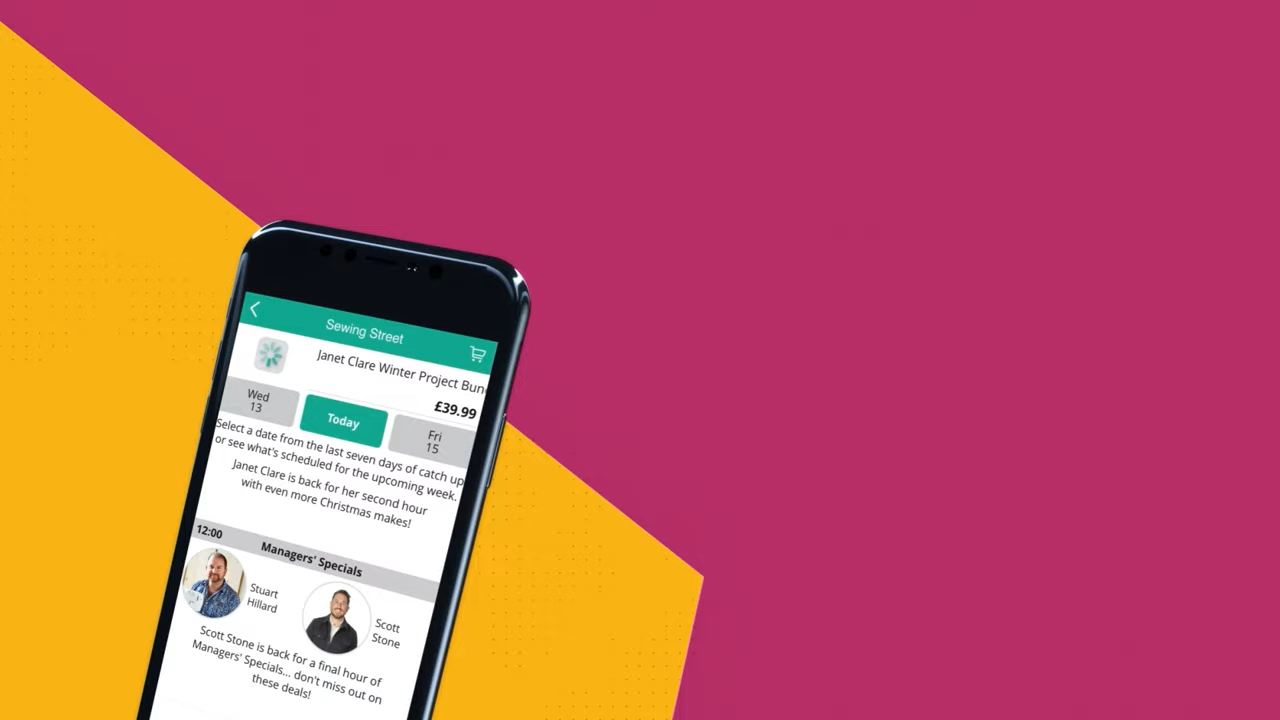 Sewing Street
Janet Clare Winter Project Bun
£39.99
Wed
13
Today
Fri
15
Select a date from the last seven days of catch up
or see what's scheduled for the upcoming week.
Janet Clare is back for her second hour
with even more Christmas makes!
12:00
Managers' Specials
Stuart
Hillard
Scott
Stone
Scott Stone is back for a final hour of
Managers' Specials... don't miss out on
these deals!